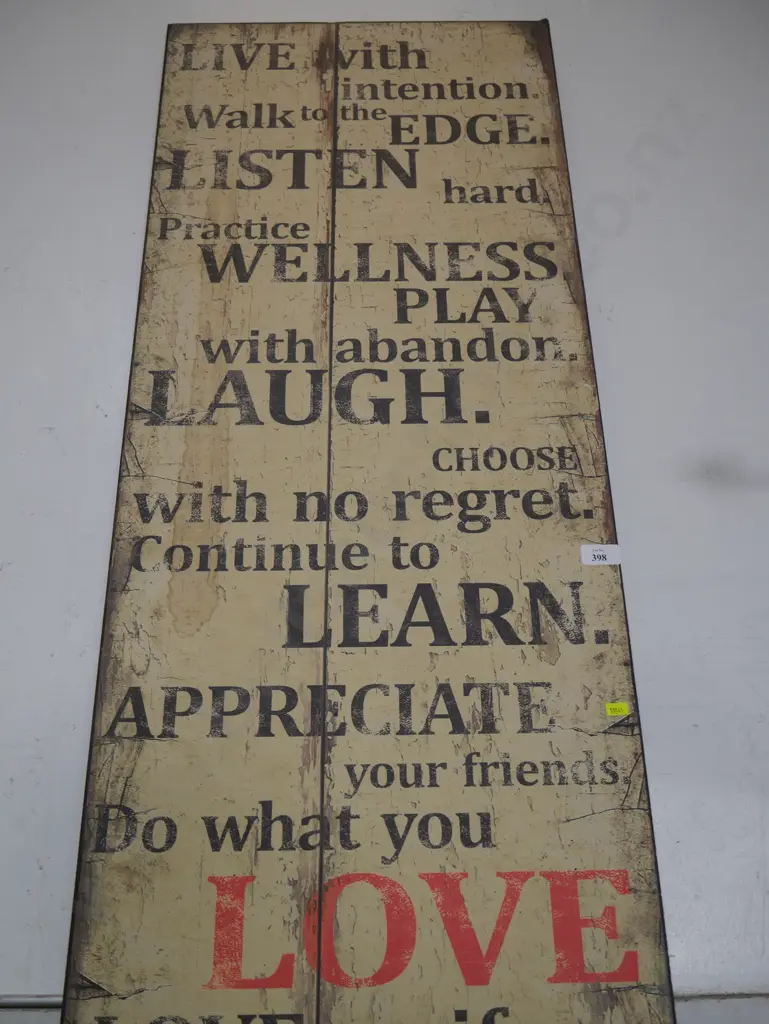 LIVE with
intention.
Walk to the EDGE.
LISTEN
hard.
Practice
WELLNESS.
PLAY
with abandon.
LAUGH.
CHOOSE
with no regret.
Continue to
LEARN.
APPRECIATE
your friends.
Do what you
LOVE
398